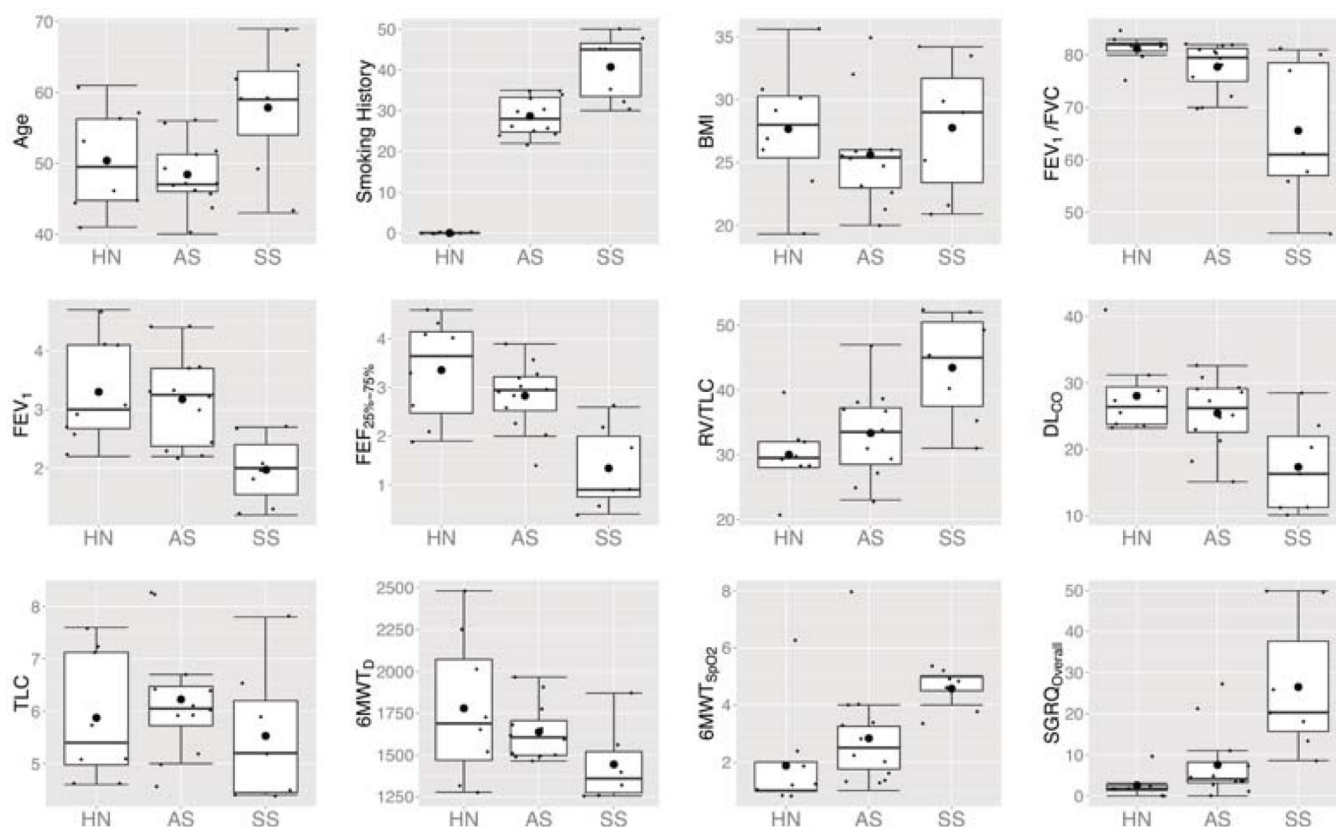 Age
70
60
50
40
HN AS SS
Smoking History
50
40
30
20
10
0
HN AS SS
BMI
35
30
25
20
HN AS SS
FEV₁ /FVC
80
70
60
50
HN AS SS
FEV₁
4
3
2
HN AS SS
FEF₂₅%₋₇₅%
4
3
2
1
HN AS SS
RV/TLC
50
40
30
20
HN AS SS
DL_CO
40
30
20
10
HN AS SS
TLC
8
7
6
5
HN AS SS
6MWT_D
2500
2250
2000
1750
1500
1250
HN AS SS
6MWT_SpO2
8
6
4
2
HN AS SS
SGRQ_Overall
50
40
30
20
10
0
HN AS SS